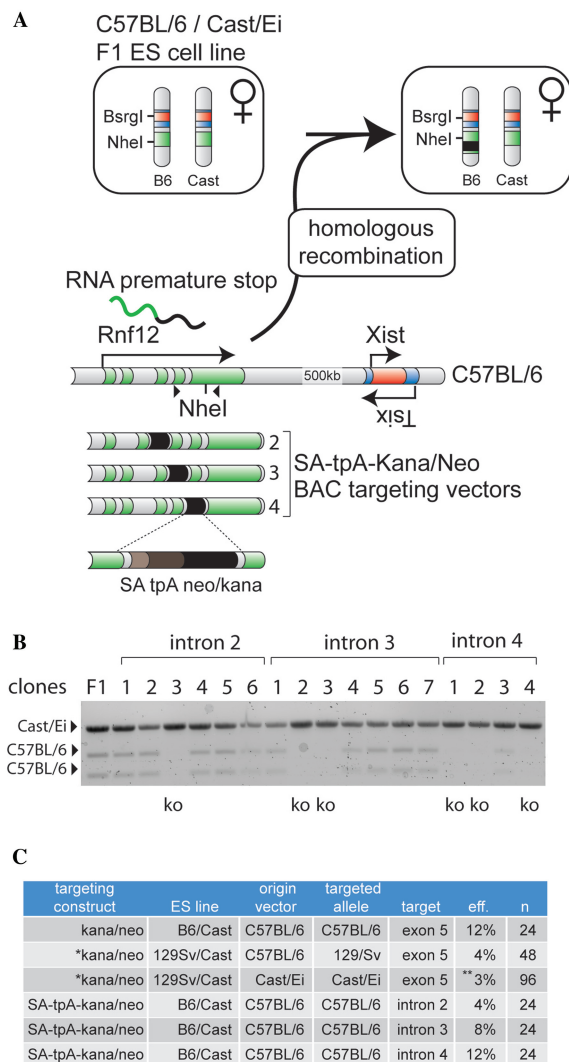 A
C57BL/6 / Cast/Ei
F1 ES cell line
BsrgI
NheI
B6 Cast
BsrgI
NheI
B6 Cast
homologous
recombination
RNA premature stop
Rnf12
Xist
500kb
C57BL/6
NheI
Tsix
2
3
4
SA-tpA-Kana/Neo
BAC targeting vectors
SA tpA neo/kana
B
intron 2 intron 3 intron 4
clones F1 1 2 3 4 5 6 1 2 3 4 5 6 7 1 2 3 4
Cast/Ei
C57BL/6
C57BL/6
ko ko ko ko ko ko
C
targeting construct ES line origin vector targeted allele target eff. n
kana/neo B6/Cast C57BL/6 C57BL/6 exon 5 12% 24
*kana/neo 129Sv/Cast C57BL/6 129/Sv exon 5 4% 48
*kana/neo 129Sv/Cast Cast/Ei Cast/Ei exon 5 **3% 96
SA-tpA-kana/neo B6/Cast C57BL/6 C57BL/6 intron 2 4% 24
SA-tpA-kana/neo B6/Cast C57BL/6 C57BL/6 intron 3 8% 24
SA-tpA-kana/neo B6/Cast C57BL/6 C57BL/6 intron 4 12% 24